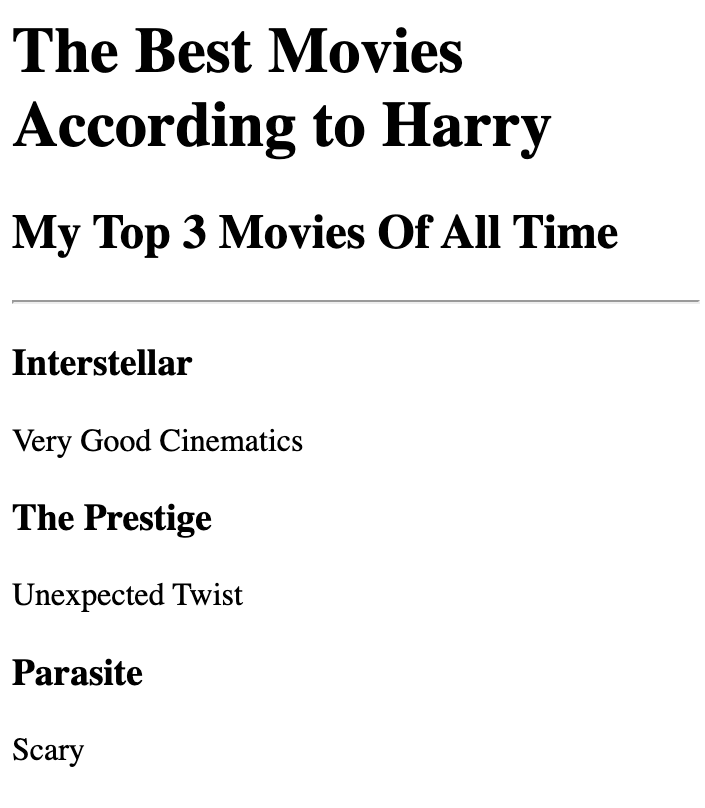 The Best Movies
According to Harry
My Top 3 Movies Of All Time
Interstellar
Very Good Cinematics
The Prestige
Unexpected Twist
Parasite
Scary